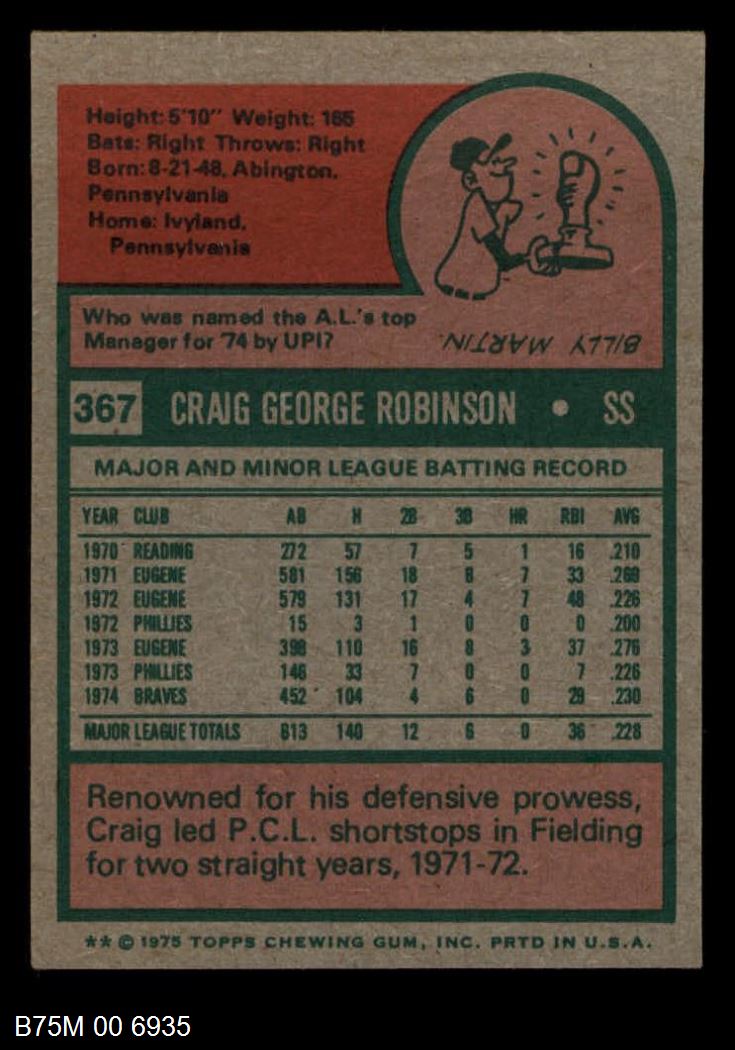 Height: 5'10" Weight: 165
Bats: Right Throws: Right
Born: 8-21-48, Abington,
Pennsylvania
Home: Ivyland,
Pennsylvania
Who was named the A.L.'s top
Manager for '74 by UPI?
BILLY MARTIN.
367 CRAIG GEORGE ROBINSON • SS
MAJOR AND MINOR LEAGUE BATTING RECORD
YEAR CLUB AB H 2B 3B HR RBI AVG
1970 READING 272 57 7 5 1 16 .210
1971 EUGENE 581 156 18 8 7 33 .269
1972 EUGENE 579 131 17 4 7 48 .226
1972 PHILLIES 15 3 1 0 0 0 .200
1973 EUGENE 398 110 16 8 3 37 .276
1973 PHILLIES 146 33 7 0 0 7 .226
1974 BRAVES 452 104 4 6 0 29 .230
MAJOR LEAGUE TOTALS 613 140 12 6 0 36 .228
Renowned for his defensive prowess,
Craig led P.C.L. shortstops in Fielding
for two straight years, 1971-72.
** © 1975 TOPPS CHEWING GUM, INC. PRTD IN U.S.A.
B75M 00 6935